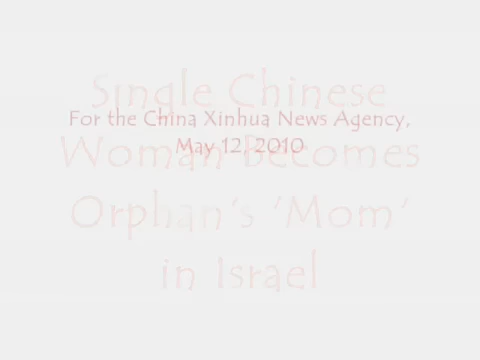 Single Chinese
For the China Xinhua News Agency,
May 12, 2010
Woman Becomes
Orphan's 'Mom'
in Israel